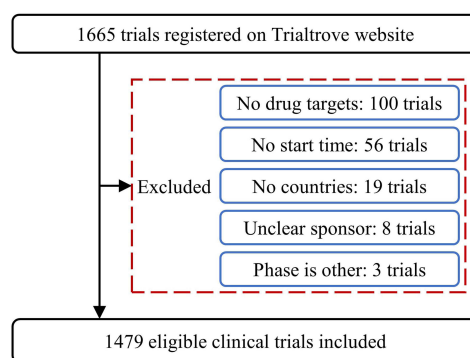 1665 trials registered on Trialtrove website
No drug targets: 100 trials
No start time: 56 trials
Excluded
No countries: 19 trials
Unclear sponsor: 8 trials
Phase is other: 3 trials
1479 eligible clinical trials included